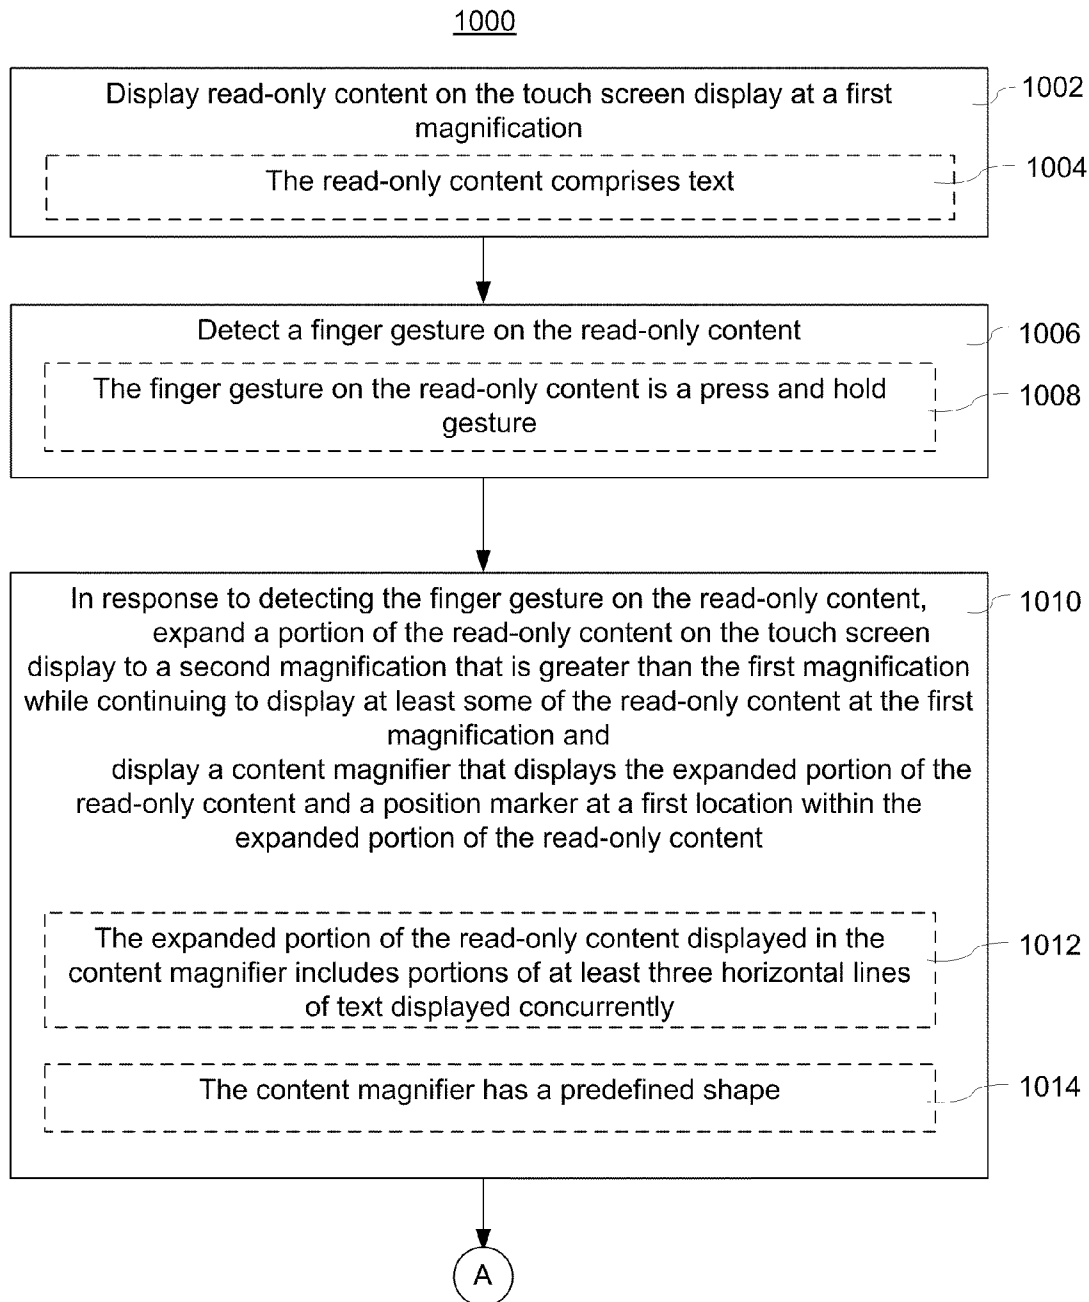 1000
Display read-only content on the touch screen display at a first
magnification
1002
The read-only content comprises text
1004
Detect a finger gesture on the read-only content
1006
The finger gesture on the read-only content is a press and hold
gesture
1008
In response to detecting the finger gesture on the read-only content,
expand a portion of the read-only content on the touch screen
display to a second magnification that is greater than the first magnification
while continuing to display at least some of the read-only content at the first
magnification and
display a content magnifier that displays the expanded portion of the
read-only content and a position marker at a first location within the
expanded portion of the read-only content
1010
The expanded portion of the read-only content displayed in the
content magnifier includes portions of at least three horizontal lines
of text displayed concurrently
1012
The content magnifier has a predefined shape
1014
A